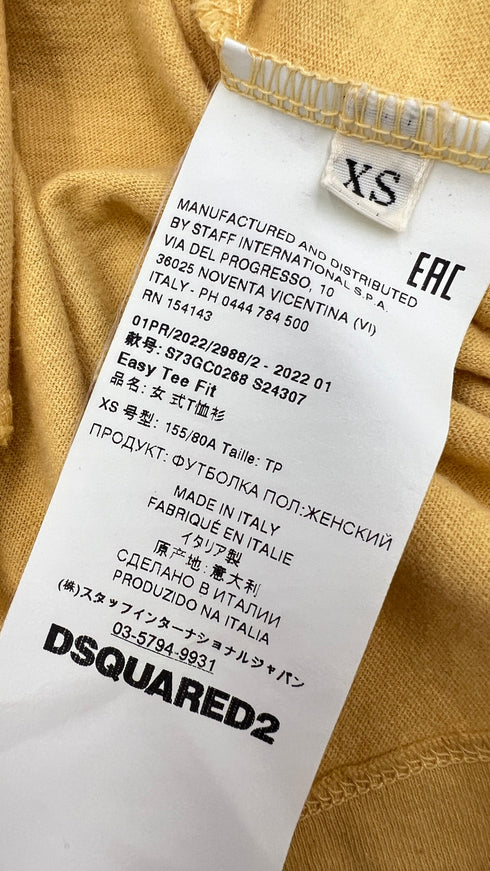 XS
EAC
MANUFACTURED AND DISTRIBUTED
BY STAFF INTERNATIONAL S.P.A.
VIA DEL PROGRESSO, 10
36025 NOVENTA VICENTINA (VI)
ITALY - PH 0444 784 500
RN 154143
01PR/2022/2988/2 - 2022 01
款号: S73GC0268 S24307
Easy Tee Fit
品名: 女 式T恤衫
XS 号型: 155/80A Taille: TP
ПРОДУКТ: ФУТБОЛКА ПОЛ:ЖЕНСКИЙ
MADE IN ITALY
FABRIQUÉ EN ITALIE
イタリア製
原产地: 意大利
СДЕЛАНО В ИТАЛИИ
PRODUZIDO NA ITALIA
(株)スタッフインターナショナルジャパン
03-5794-9931
DSQUARED2